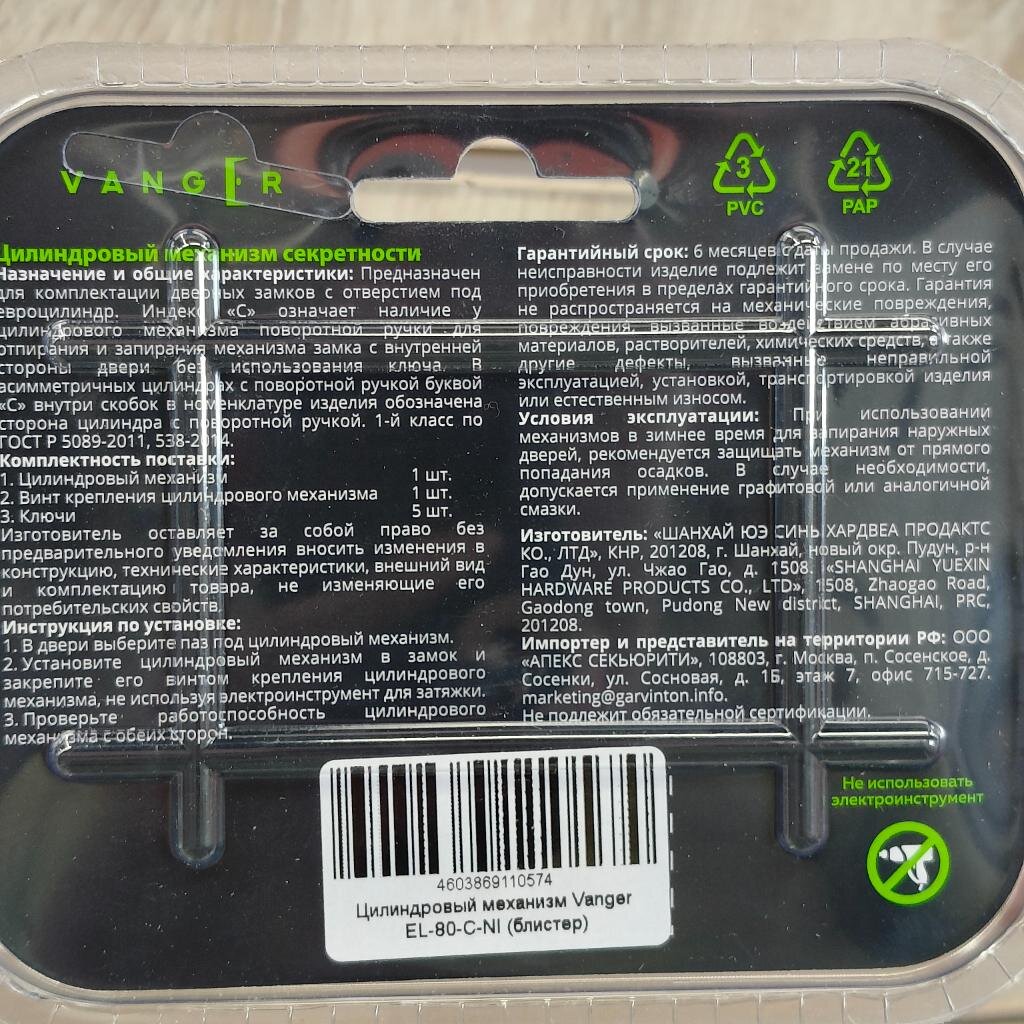 VANGER
3
PVC
21
PAP
Цилиндровый механизм секретности
Назначение и общие характеристики: Предназначен
для комплектации дверных замков с отверстием под
евроцилиндр. Индекс «С» означает наличие у
цилиндрового механизма поворотной ручки для
отпирания и запирания механизма замка с внутренней
стороны двери без использования ключа. В
асимметричных цилиндрах с поворотной ручкой буквой
«С» внутри скобок в номенклатуре изделия обозначена
сторона цилиндра с поворотной ручкой. 1-й класс по
ГОСТ Р 5089-2011, 538-2014.
Комплектность поставки:
1. Цилиндровый механизм 1 шт.
2. Винт крепления цилиндрового механизма 1 шт.
3. Ключи 5 шт.
Изготовитель оставляет за собой право без
предварительного уведомления вносить изменения в
конструкцию, технические характеристики, внешний вид
и комплектацию товара, не изменяющие его
потребительских свойств.
Инструкция по установке:
1. В двери выберите паз под цилиндровый механизм.
2. Установите цилиндровый механизм в замок и
закрепите его винтом крепления цилиндрового
механизма, не используя электроинструмент для затяжки.
3. Проверьте работоспособность цилиндрового
механизма с обеих сторон.
Гарантийный срок: 6 месяцев с даты продажи. В случае
неисправности изделие подлежит замене по месту его
приобретения в пределах гарантийного срока. Гарантия
не распространяется на механические повреждения,
повреждения, вызванные воздействием абразивных
материалов, растворителей, химических средств, а также
другие дефекты, вызванные неправильной
эксплуатацией, установкой, транспортировкой изделия
или естественным износом.
Условия эксплуатации: При использовании
механизмов в зимнее время для запирания наружных
дверей, рекомендуется защищать механизм от прямого
попадания осадков. В случае необходимости,
допускается применение графитовой или аналогичной
смазки.
Изготовитель: «ШАНХАЙ ЮЭ СИНЬ ХАРДВЕА ПРОДАКТС
КО., ЛТД», КНР, 201208, г. Шанхай, новый окр. Пудун, р-н
Гао Дун, ул. Чжао Гао, д. 1508. «SHANGHAI YUEXIN
HARDWARE PRODUCTS CO., LTD», 1508, Zhaogao Road,
Gaodong town, Pudong New district, SHANGHAI, PRC,
201208.
Импортер и представитель на территории РФ: ООО
«АПЕКС СЕКЬЮРИТИ», 108803, г. Москва, п. Сосенское, д.
Сосенки, ул. Сосновая, д. 1Б, этаж 7, офис 715-727.
marketing@garvinton.info.
Не подлежит обязательной сертификации.
Не использовать
электроинструмент
4603869110574
Цилиндровый механизм Vanger
EL-80-C-NI (блистер)